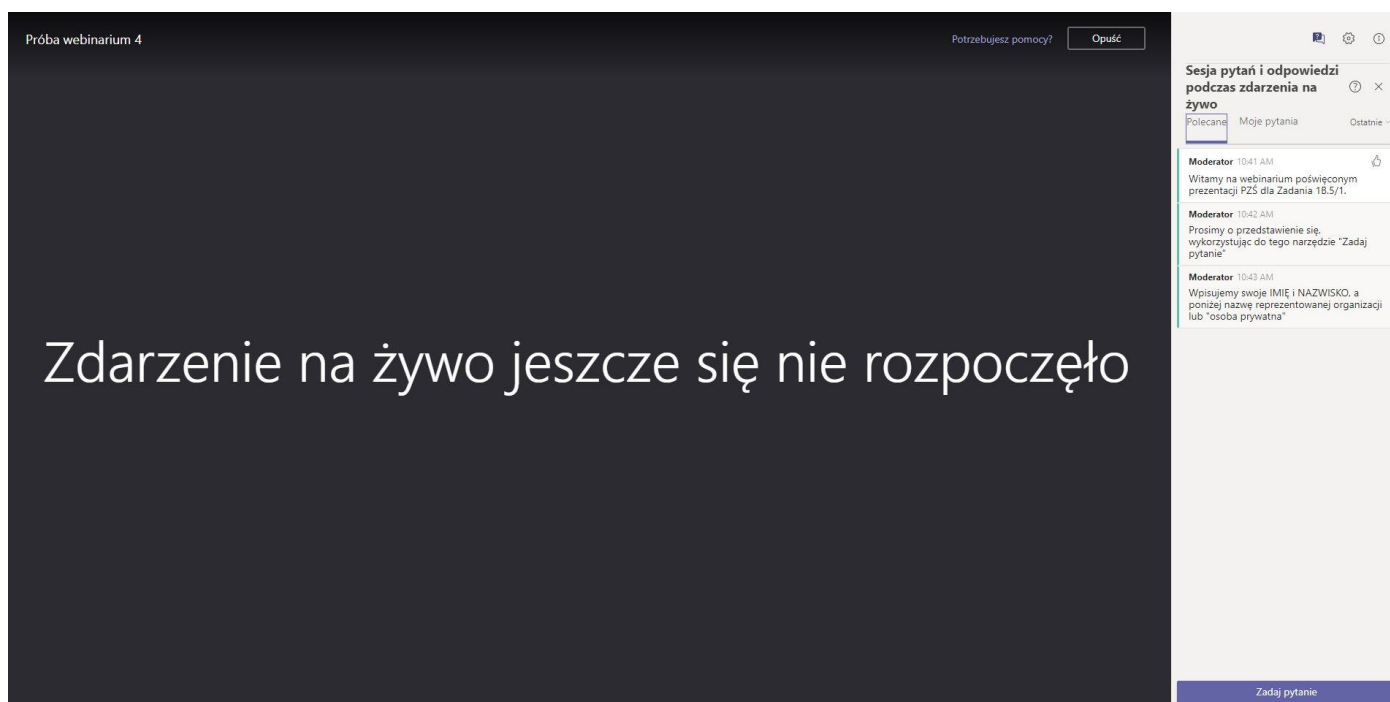 Próba webinarium 4
Potrzebujesz pomocy?
Opuść
Zdarzenie na żywo jeszcze się nie rozpoczęło
Sesja pytań i odpowiedzi
podczas zdarzenia na
żywo
Polecane
Moje pytania
Ostatnie
Moderator 10:41 AM
Witamy na webinarium poświęconym
prezentacji PZŚ dla Zadania 1B.5/1.
Moderator 10:42 AM
Prosimy o przedstawienie się,
wykorzystując do tego narzędzie "Zadaj
pytanie"
Moderator 10:43 AM
Wpisujemy swoje IMIĘ i NAZWISKO, a
poniżej nazwę reprezentowanej organizacji
lub "osoba prywatna"
Zadaj pytanie